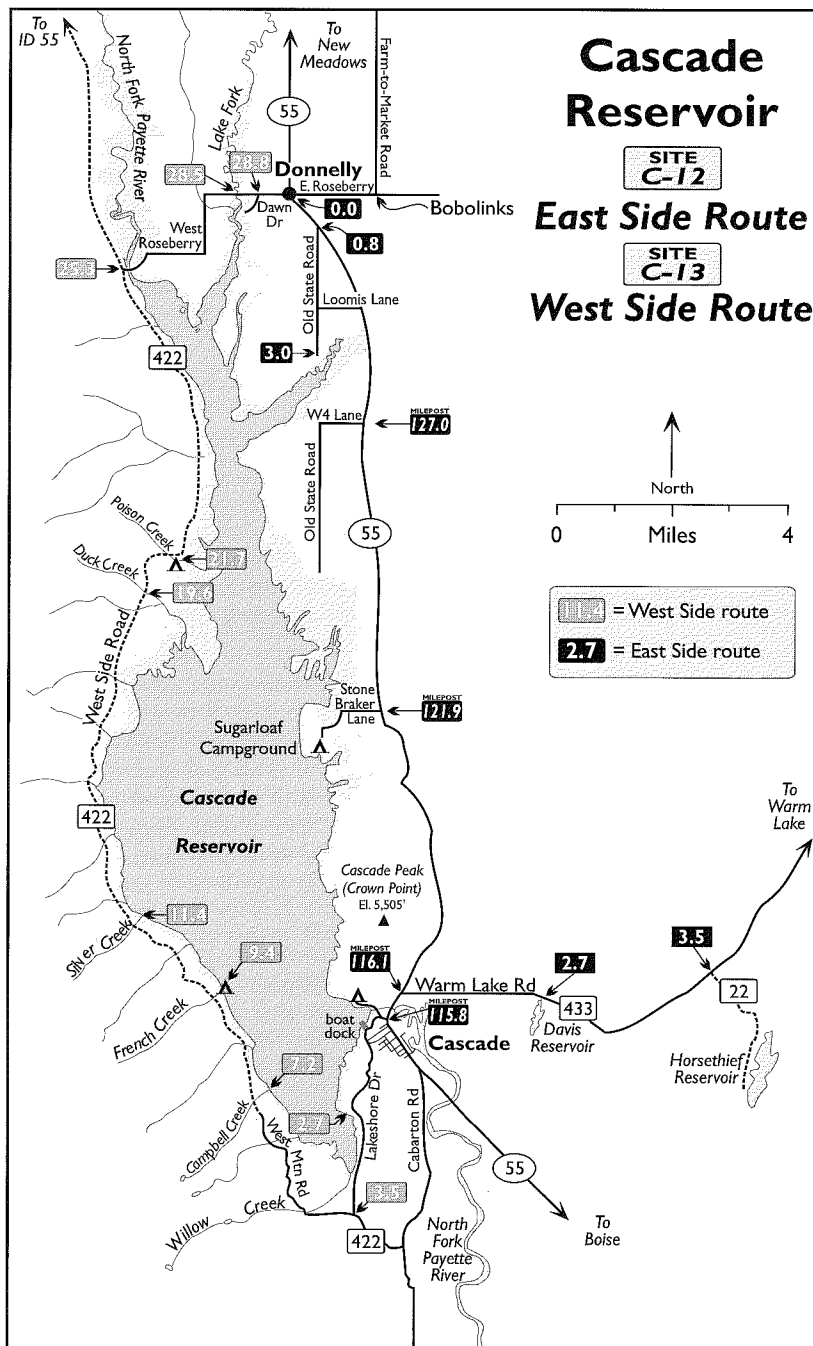 To
ID 55
North Fork Payette River
Lake Fork
To
New
Meadows
55
Farm-to-Market Road
Cascade
Reservoir
SITE
C-12
East Side Route
SITE
C-13
West Side Route
28.5
28.8
Donnelly
E. Roseberry
Dawn
Dr
0.0
Bobolinks
West
Roseberry
0.8
25.3
Old State Road
Loomis Lane
3.0
422
W4 Lane
MILEPOST
127.0
North
0
4
Miles
Old State Road
55
Poison Creek
21.7
Duck Creek
19.6
11.4
= West Side route
2.7
= East Side route
West Side Road
Stone
Braker
Lane
MILEPOST
121.9
Sugarloaf
Campground
Cascade
Reservoir
422
To
Warm
Lake
Cascade Peak
(Crown Point)
El. 5,505'
11.4
Silver Creek
9.4
MILEPOST
116.1
Warm Lake Rd
2.7
3.5
433
22
French Creek
boat
dock
MILEPOST
115.8
Cascade
Davis
Reservoir
Horsethief
Reservoir
7.2
Campbell Creek
2.7
Lakeshore Dr
Cabarton Rd
West Mtn Rd
55
Willow Creek
3.5
422
North
Fork
Payette
River
To
Boise